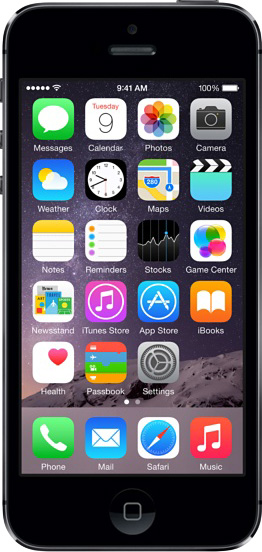 9:41 AM 100%
Tuesday
9
280
Messages Calendar Photos Camera
Weather Clock Maps Videos
Notes Reminders Stocks Game Center
Newsstand iTunes Store App Store iBooks
Health Passbook Settings
Phone Mail Safari Music